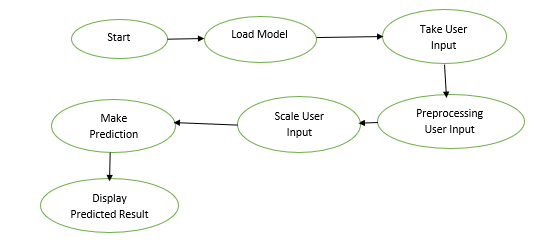 Start
Load Model
Take User
Input
Preprocessing
User Input
Scale User
Input
Make
Prediction
Display
Predicted Result